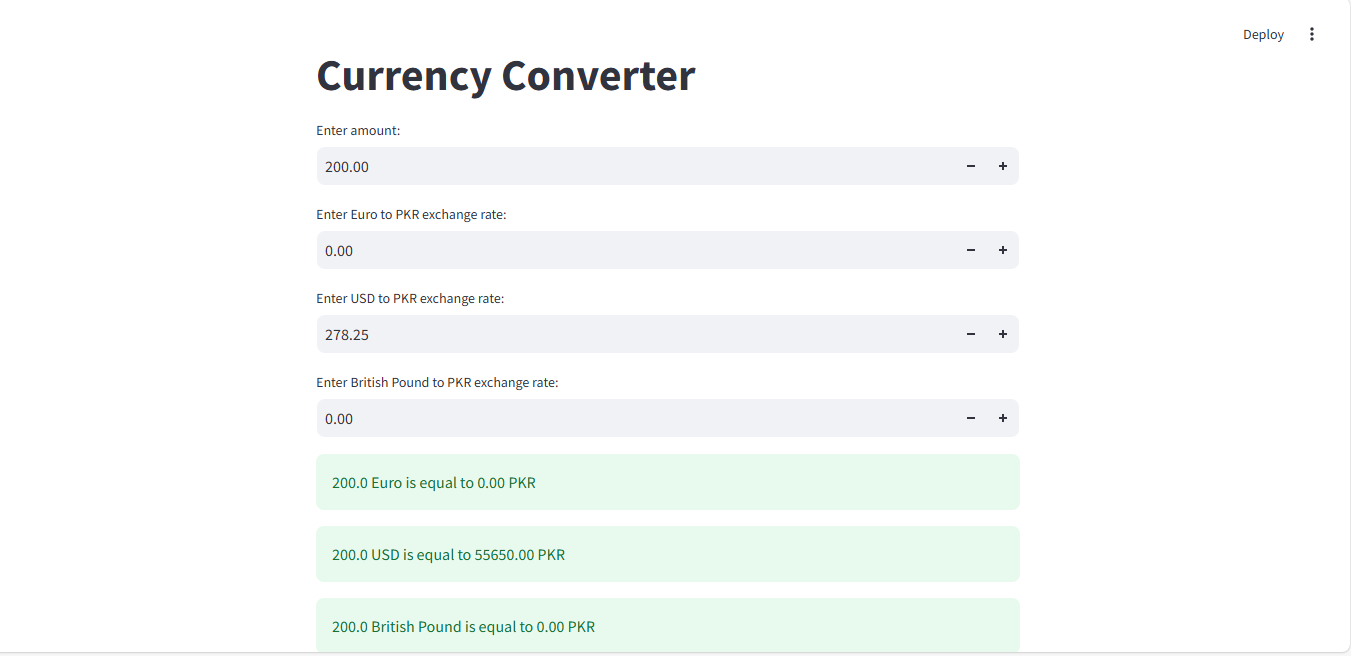 Deploy
Currency Converter
Enter amount:
200.00
Enter Euro to PKR exchange rate:
0.00
Enter USD to PKR exchange rate:
278.25
Enter British Pound to PKR exchange rate:
0.00
200.0 Euro is equal to 0.00 PKR
200.0 USD is equal to 55650.00 PKR
200.0 British Pound is equal to 0.00 PKR